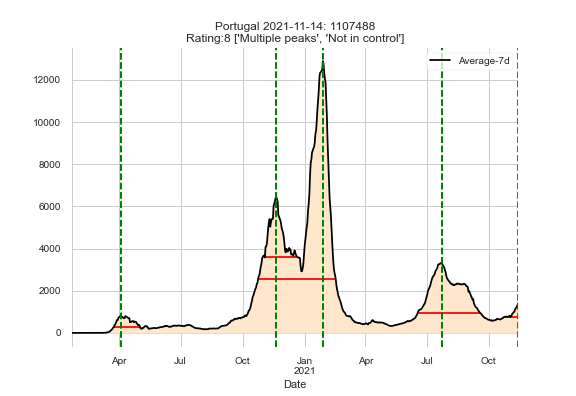 Portugal 2021-11-14: 1107488
Rating:8 ['Multiple peaks', 'Not in control']
Average-7d
12000
10000
8000
6000
4000
2000
0
Apr Jul Oct Jan Apr Jul Oct
2021
Date